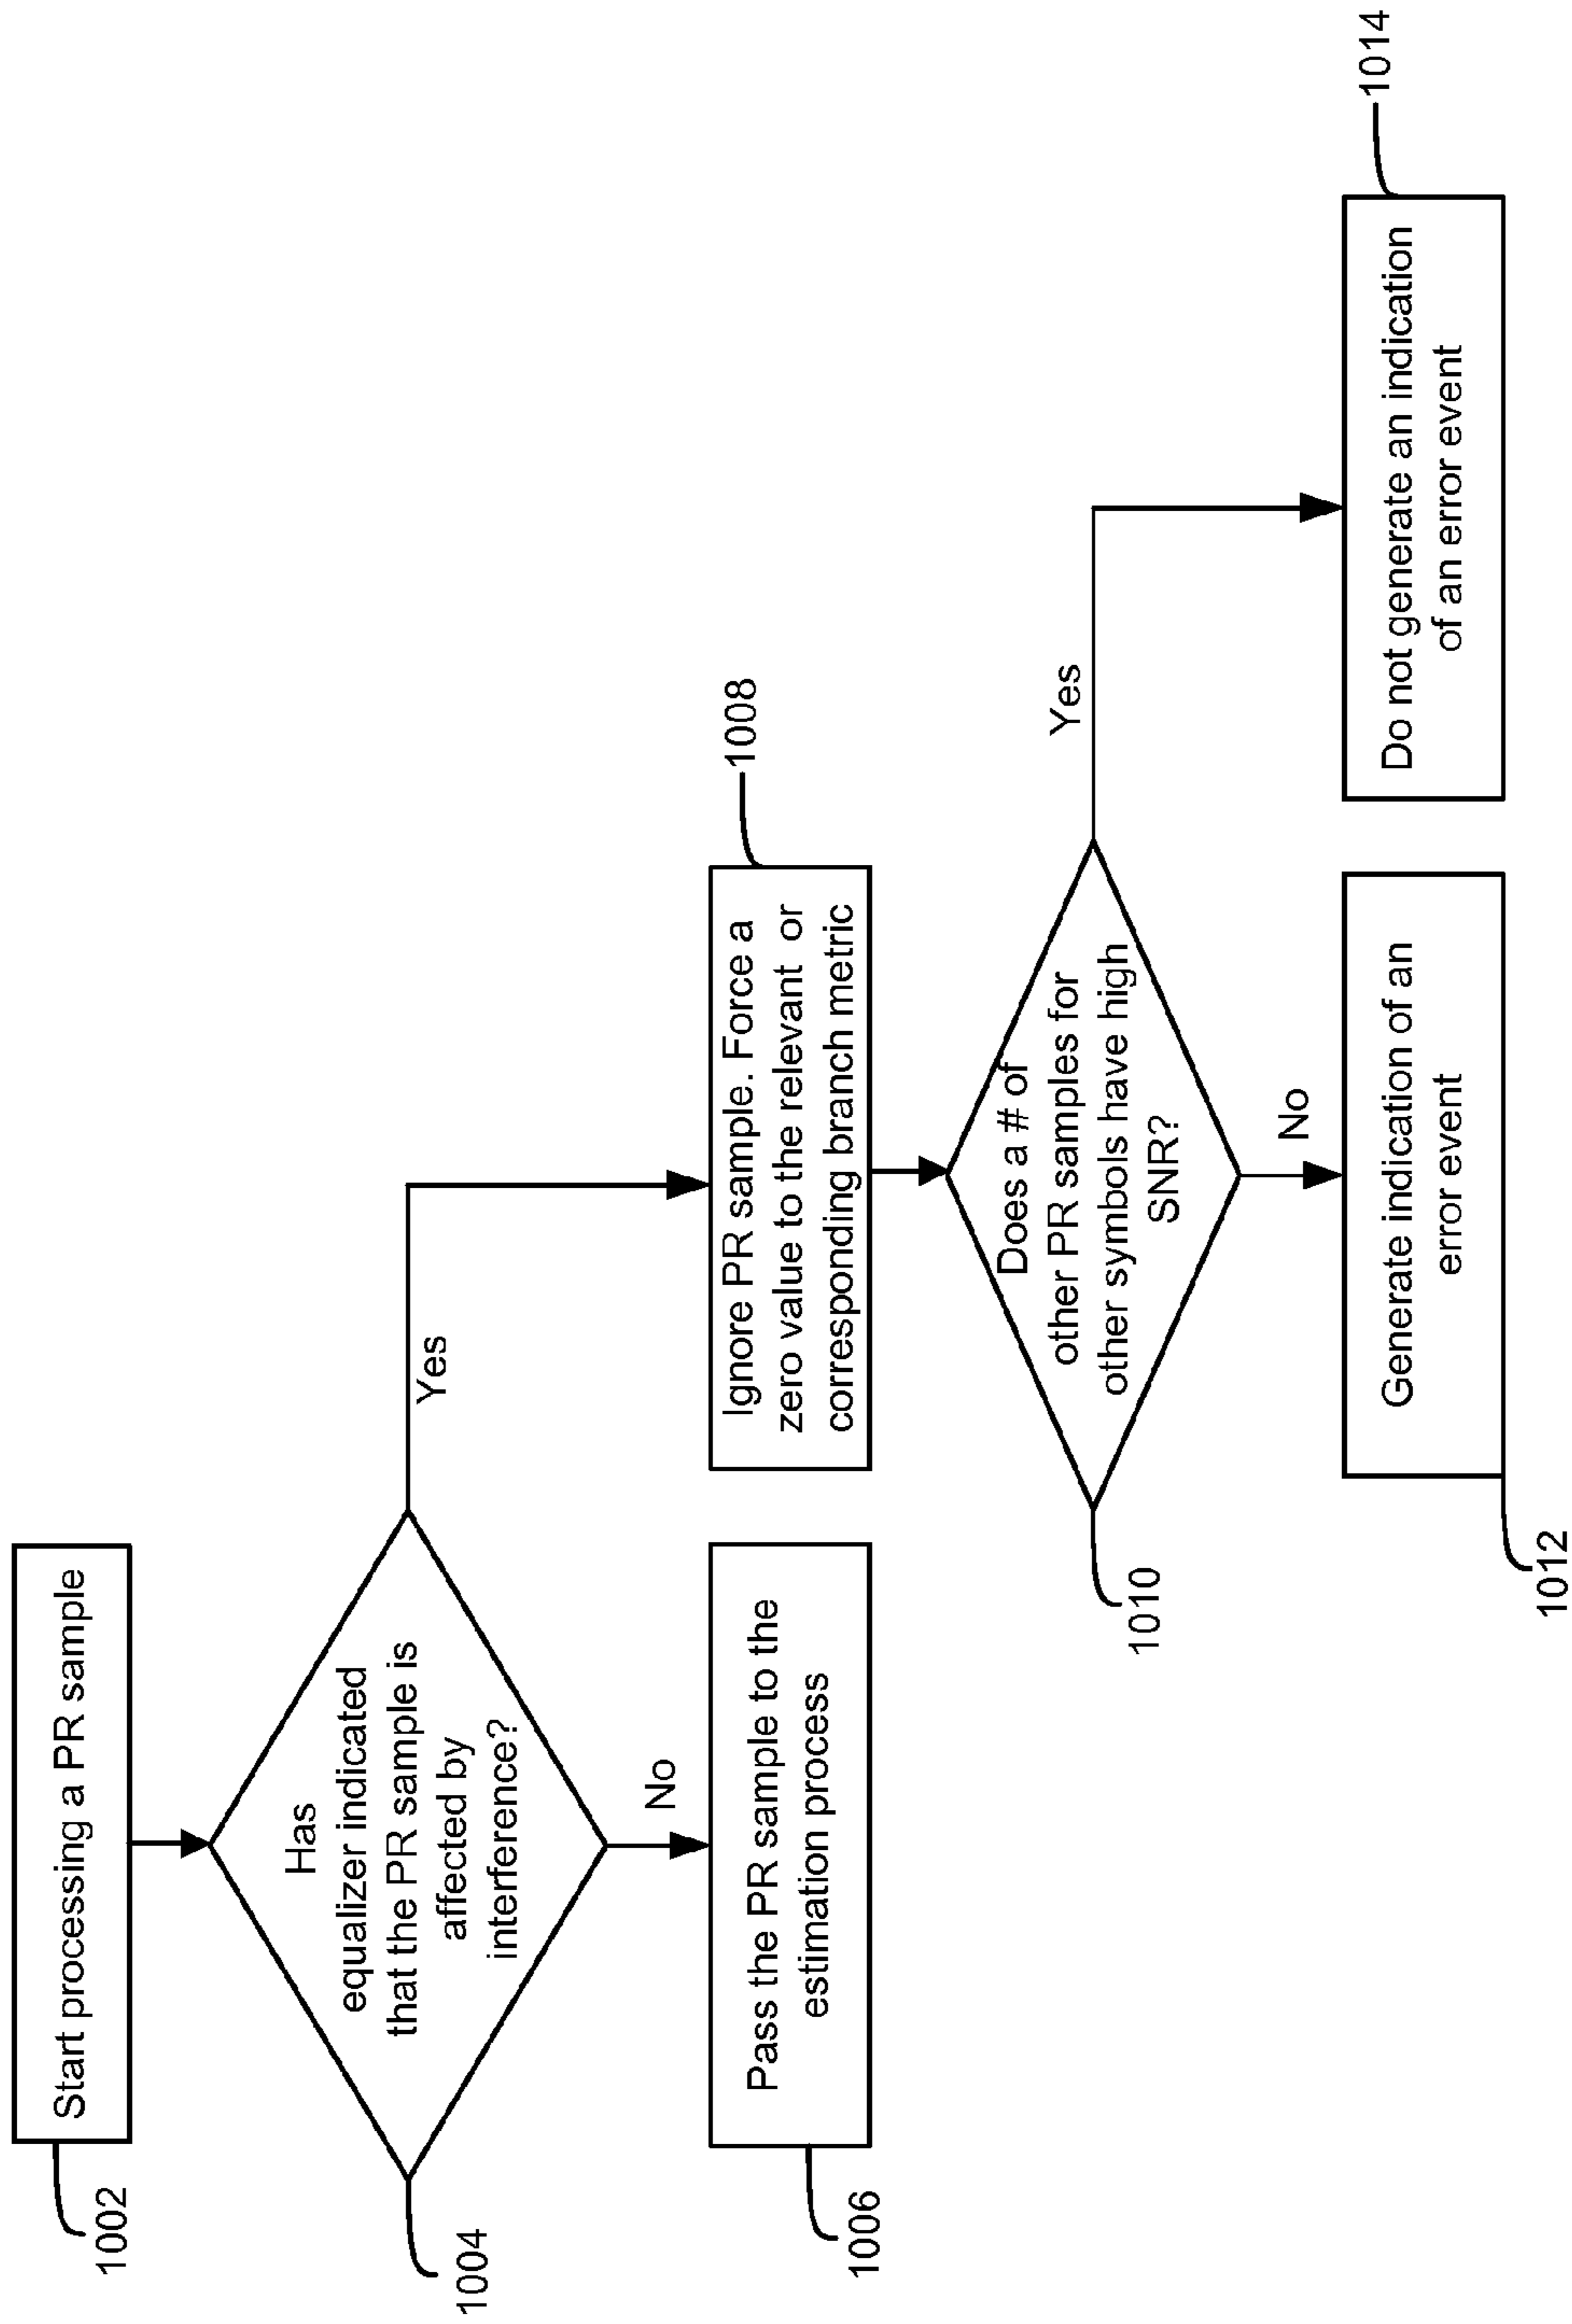 Start processing a PR sample
1002
Has
equalizer indicated
that the PR sample is
affected by
interference?
1004
Yes
No
Pass the PR sample to the
estimation process
1006
Ignore PR sample. Force a
zero value to the relevant or
corresponding branch metric
1008
Does a # of
other PR samples for
other symbols have high
SNR?
1010
Yes
No
Generate indication of an
error event
1012
Do not generate an indication
of an error event
1014